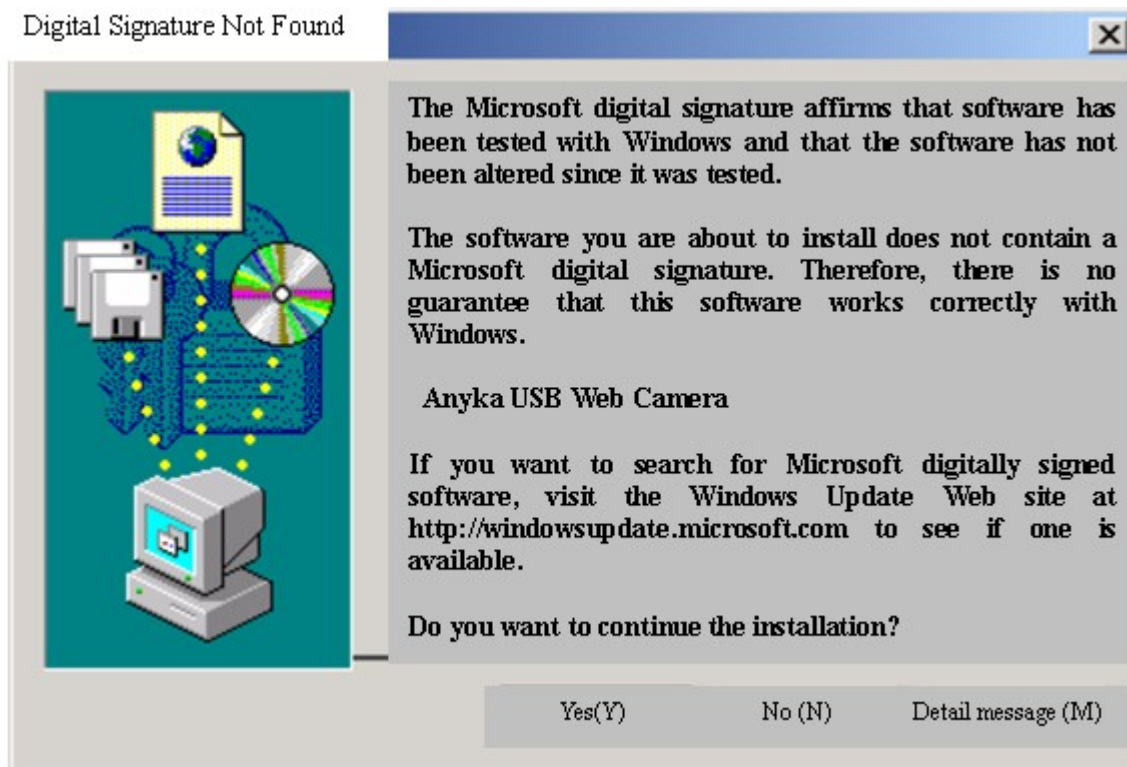 Digital Signature Not Found
The Microsoft digital signature affirms that software has
been tested with Windows and that the software has not
been altered since it was tested.
The software you are about to install does not contain a
Microsoft digital signature. Therefore, there is no
guarantee that this software works correctly with
Windows.
Anyka USB Web Camera
If you want to search for Microsoft digitally signed
software, visit the Windows Update Web site at
http://windowsupdate.microsoft.com to see if one is
available.
Do you want to continue the installation?
Yes(Y) No (N) Detail message (M)